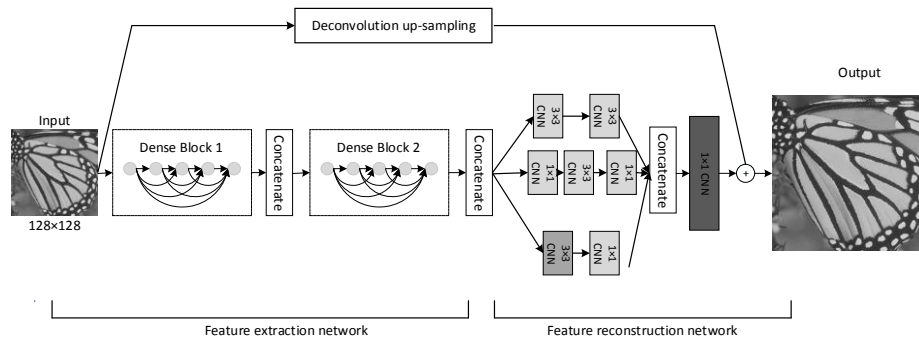 Deconvolution up-sampling
Output
Input
128×128
Dense Block 1
Concatenate
Dense Block 2
Concatenate
3×3
CNN
3×3
CNN
1×1
CNN
3×3
CNN
1×1
CNN
3×3
CNN
1×1
CNN
Concatenate
1×1 CNN
+
Feature extraction network
Feature reconstruction network